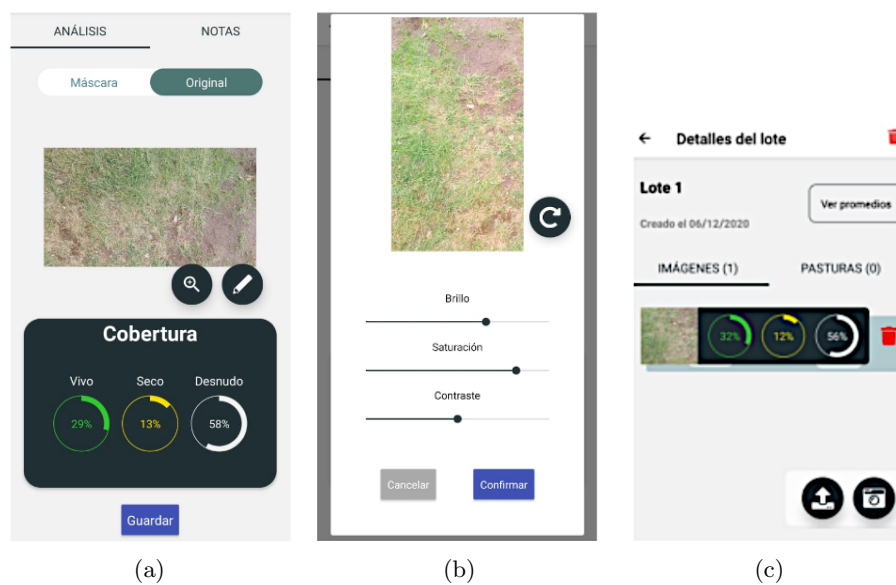 ANÁLISIS NOTAS
Máscara Original
Cobertura
Vivo Seco Desnudo
29% 13% 58%
Guardar
(a)
Brillo
Saturación
Contraste
Cancelar Confirmar
(b)
Detalles del lote
Lote 1
Ver promedios
Creado el 06/12/2020
IMÁGENES (1) PASTURAS (0)
32% 12% 56%
(c)